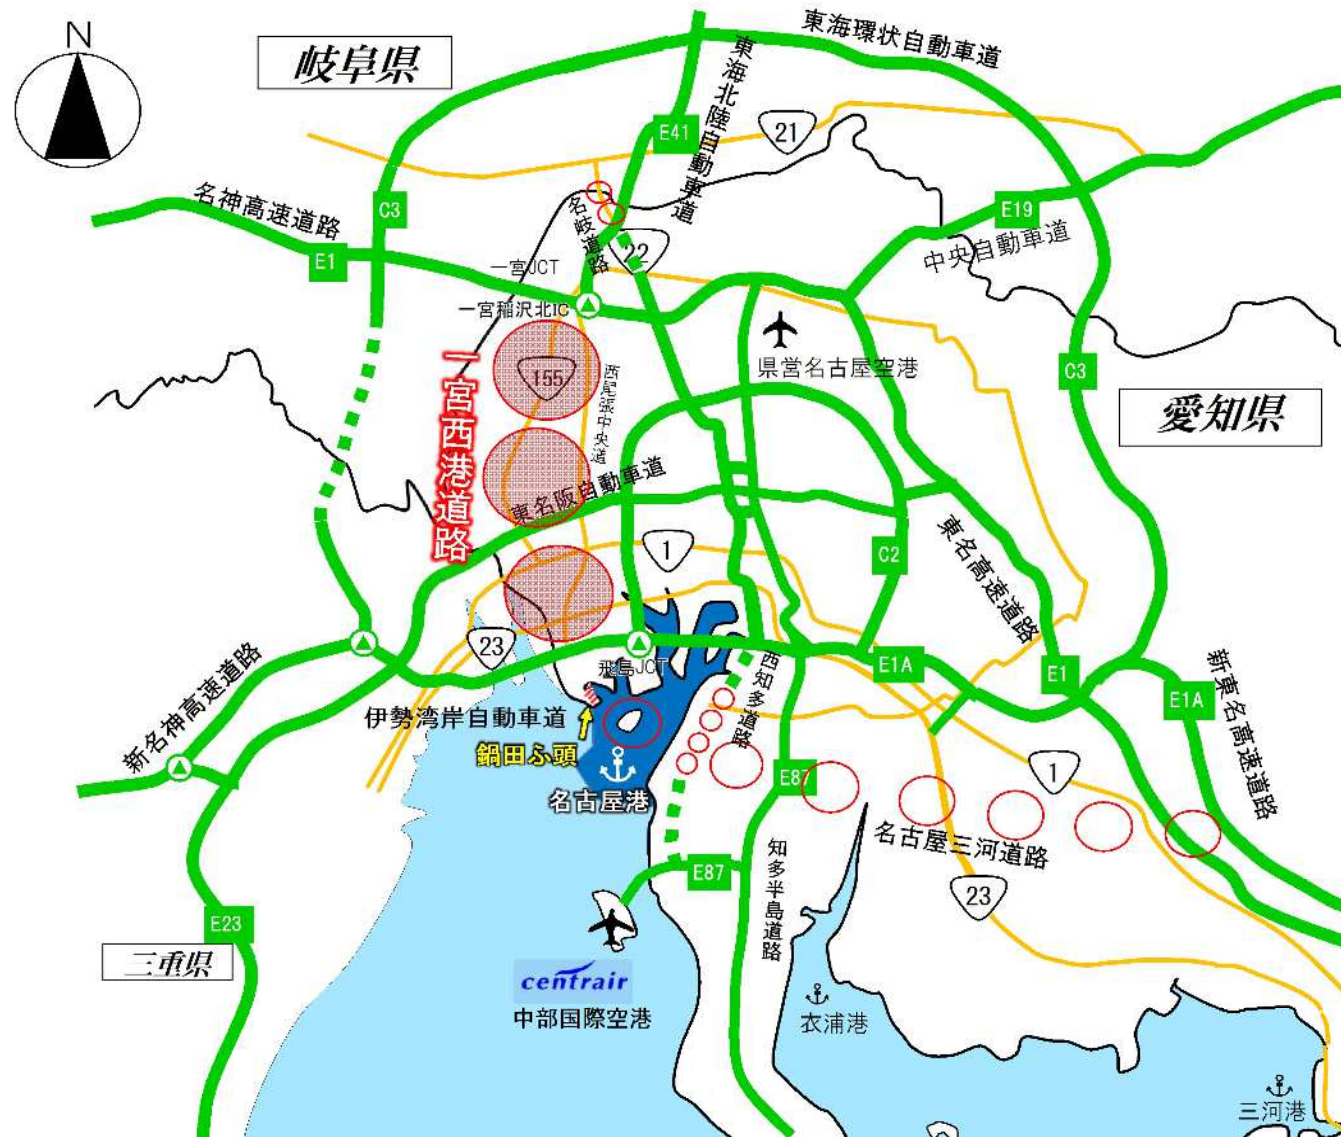 N
岐阜県
東海環状自動車道
東海北陸自動車道
E41
21
名神高速道路
C3
E1
名岐道路
22
E19
中央自動車道
一宮JCT
一宮稲沢北IC
155
西尾張中央道
県営名古屋空港
C3
愛知県
一宮西港道路
東名阪自動車道
1
C2
東名高速道路
23
飛島JCT
西知多道路
E1A
E1
E1A
新東名高速道路
新名神高速道路
伊勢湾岸自動車道
鍋田ふ頭
名古屋港
E87
1
名古屋三河道路
E87
知多半島道路
23
E23
三重県
centrair
中部国際空港
衣浦港
三河港